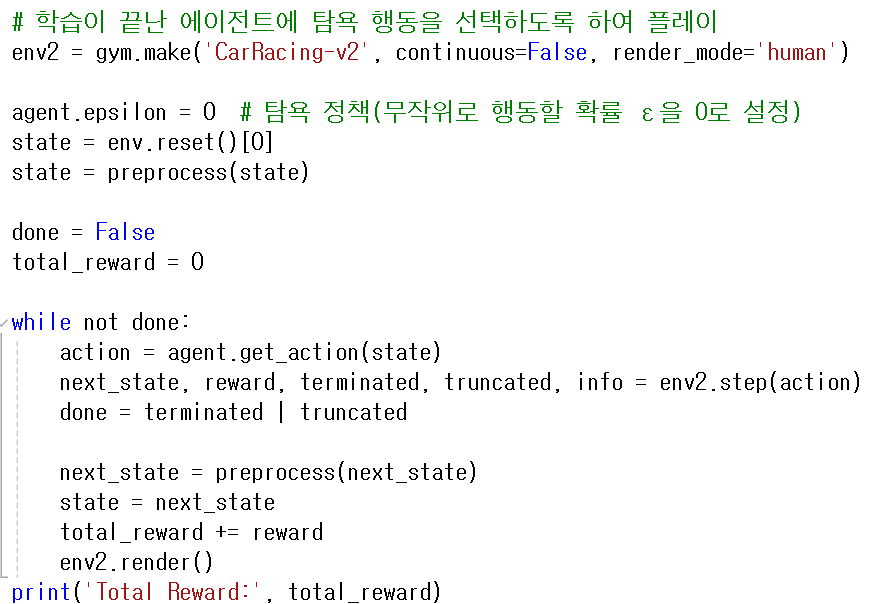 # 학습이 끝난 에이전트에 탐욕 행동을 선택하도록 하여 플레이
env2 = gym.make('CarRacing-v2', continuous=False, render_mode='human')
agent.epsilon = 0 # 탐욕 정책(무작위로 행동할 확률 ε을 0로 설정)
state = env.reset()[0]
state = preprocess(state)
done = False
total_reward = 0
while not done:
action = agent.get_action(state)
next_state, reward, terminated, truncated, info = env2.step(action)
done = terminated | truncated
next_state = preprocess(next_state)
state = next_state
total_reward += reward
env2.render()
print('Total Reward:', total_reward)